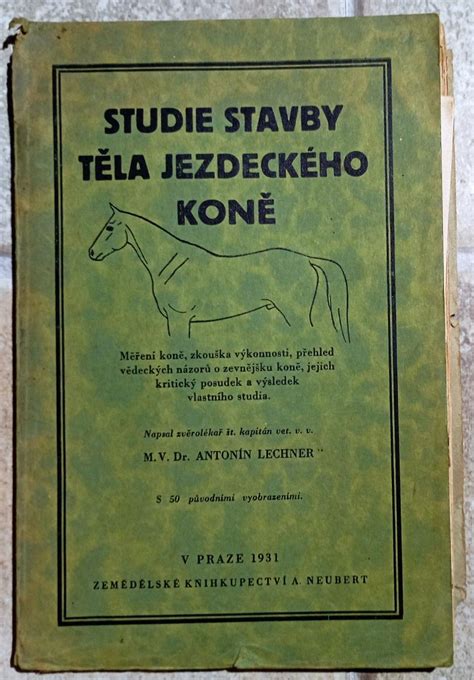 STUDIE STAVBY
TĚLA JEZDECKÉHO
KONĚ
Měření koně, zkouška výkonnosti, přehled
vědeckých názorů o zevnějšku koně, jejich
kritický posudek a výsledek
vlastního studia.
Napsal zvěrolékař št. kapitán vet. v. v.
M. V. Dr. ANTONÍN LECHNER
S 50 původními vyobrazeními.
V PRAZE 1931
ZEMĚDĚLSKÉ KNIHKUPECTVÍ A. NEUBERT